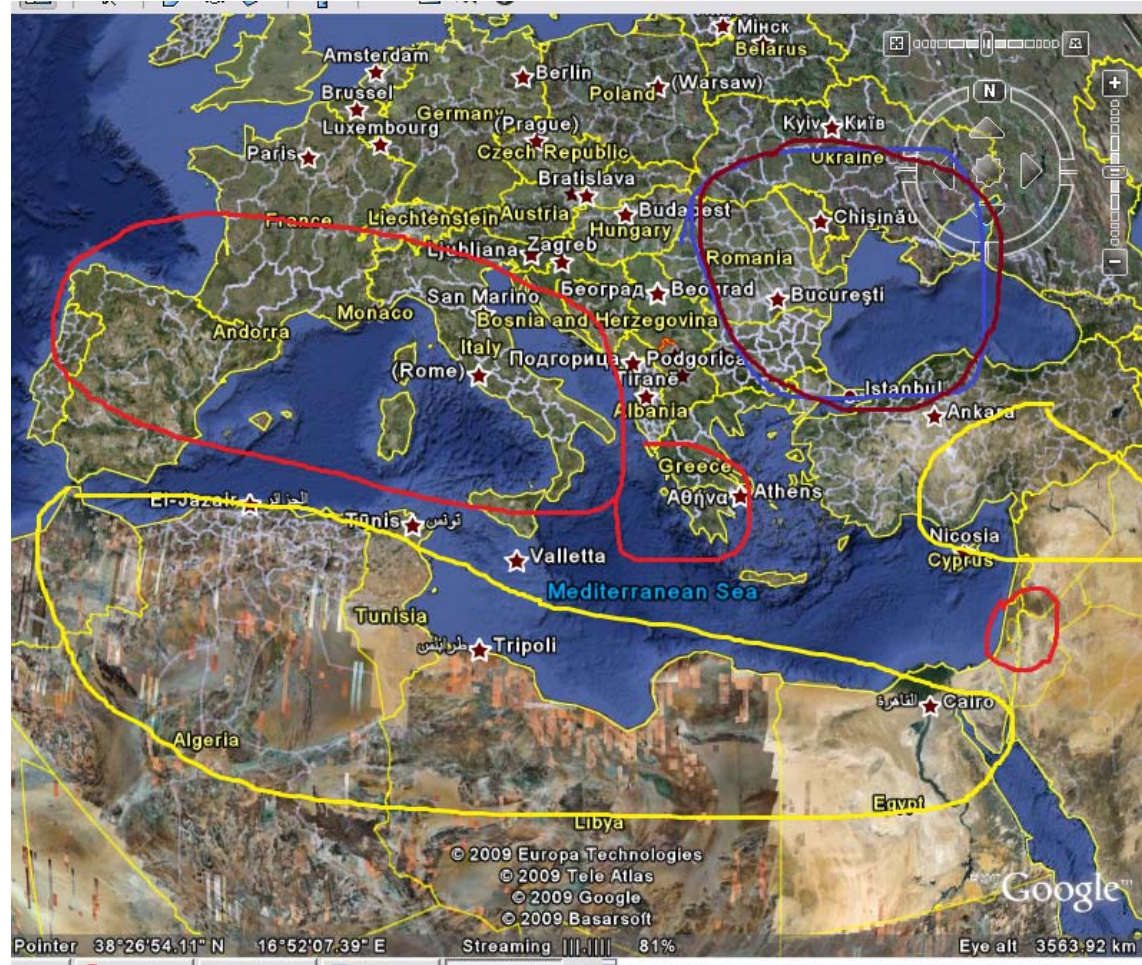 Мінск
Belarus
Amsterdam
Berlin
(Warsaw)
Poland
Brussel
Germany
(Prague)
Kyiv Київ
Luxembourg
Czech Republic
Ukraine
Paris
Bratislava
France
Liechtenstein
Austria
Budapest
Hungary
Chişinău
Ljubljana
Zagreb
Romania
San Marino
Београд
Beograd
Bucureşti
Monaco
Bosnia and Herzegovina
Andorra
Italy
Подгорица
Podgorica
(Rome)
Tiranë
Istanbul
Albania
Ankara
Greece
Αθήνα
Athens
El-Jazair
الجزائر
Tūnis
تونس
Nicosia
Cyprus
Valletta
Mediterranean Sea
Tunisia
طرابلس
Tripoli
القاهرة
Cairo
Algeria
Egypt
Libya
© 2009 Europa Technologies
© 2009 Tele Atlas
© 2009 Google
© 2009 Basarsoft
Google™
N
Pointer 38°26'54.11" N 16°52'07.39" E
Streaming |||.|||| 81%
Eye alt 3563.92 km